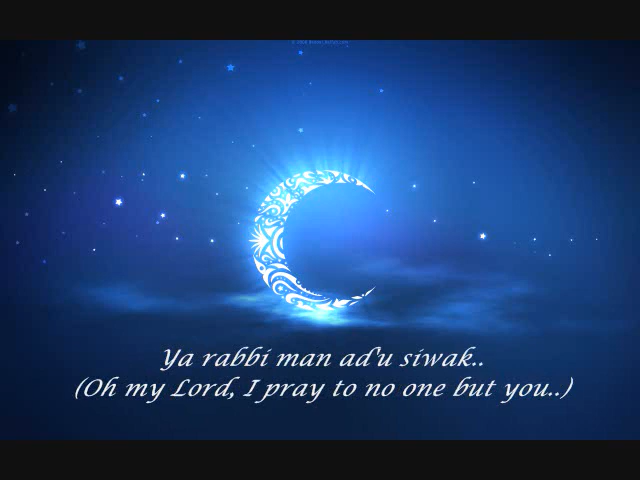 Ya rabbi man ad'u siwak..
(Oh my Lord, I pray to no one but you..)